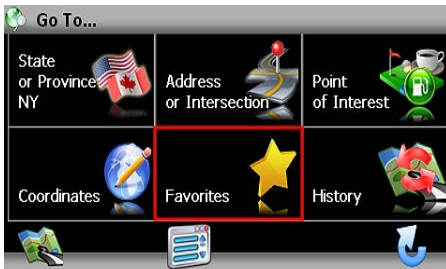 Go To...
State
or Province
NY
Address
or Intersection
Point
of Interest
Coordinates
Favorites
History